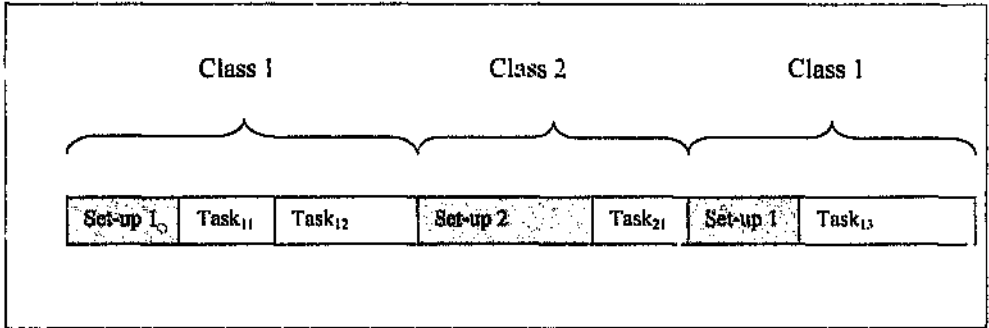 Class 1 Class 2 Class 1
Set-up 1 Task₁₁ Task₁₂ Set-up 2 Task₂₁ Set-up 1 Task₁₃